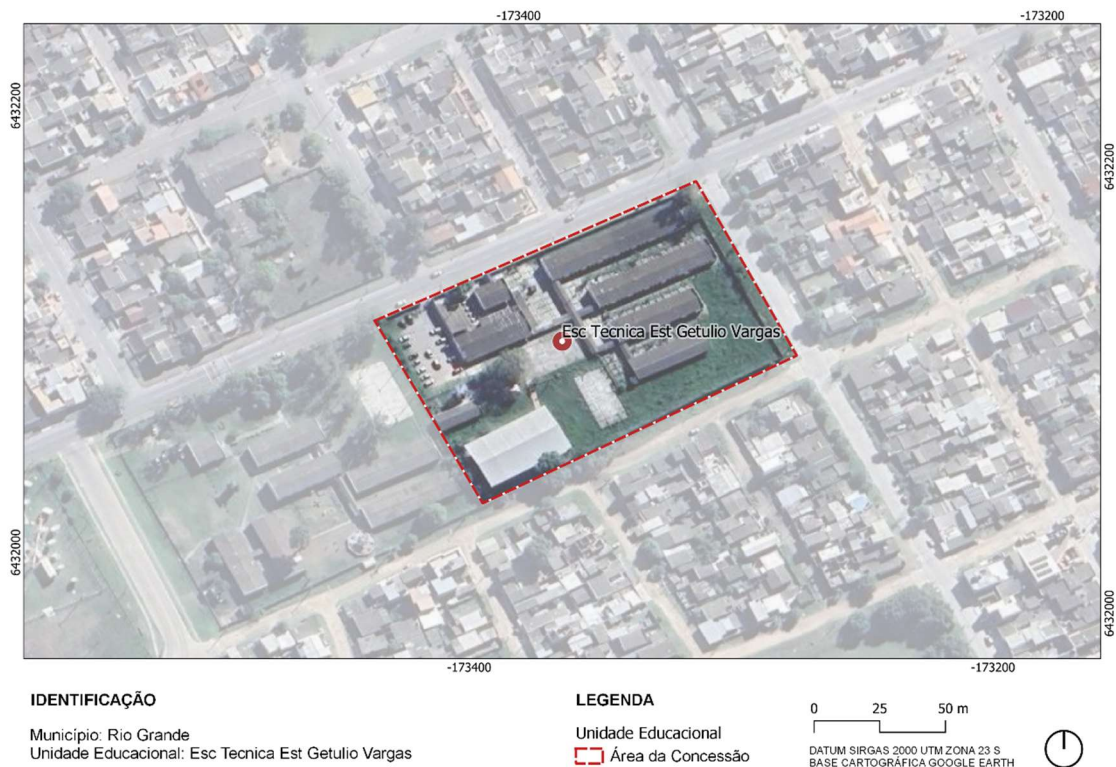 -173400
-173200
6432200
6432200
Esc Tecnica Est Getulio Vargas
6432000
6432000
-173400
-173200
IDENTIFICAÇÃO
Município: Rio Grande
Unidade Educacional: Esc Tecnica Est Getulio Vargas
LEGENDA
Unidade Educacional
Área da Concessão
0 25 50 m
DATUM SIRGAS 2000 UTM ZONA 23 S
BASE CARTOGRÁFICA GOOGLE EARTH